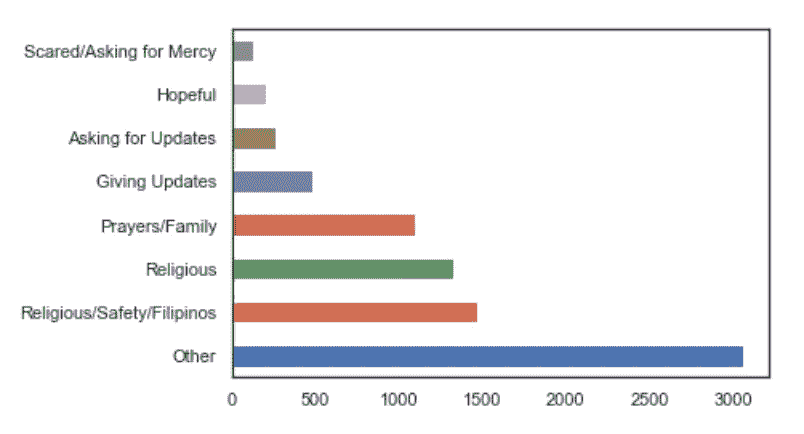 Scared/Asking for Mercy
Hopeful
Asking for Updates
Giving Updates
Prayers/Family
Religious
Religious/Safety/Filipinos
Other
0 500 1000 1500 2000 2500 3000